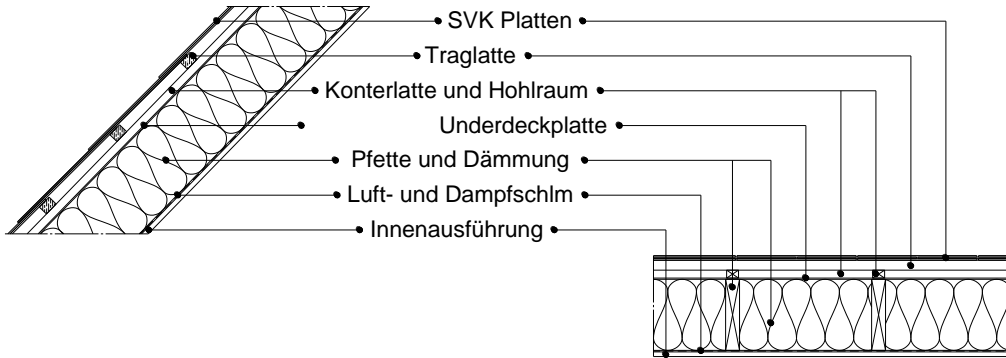 SVK Platten
Traglatte
Konterlatte und Hohlraum
Underdeckplatte
Pfette und Dämmung
Luft- und Dampfschlm
Innenausführung